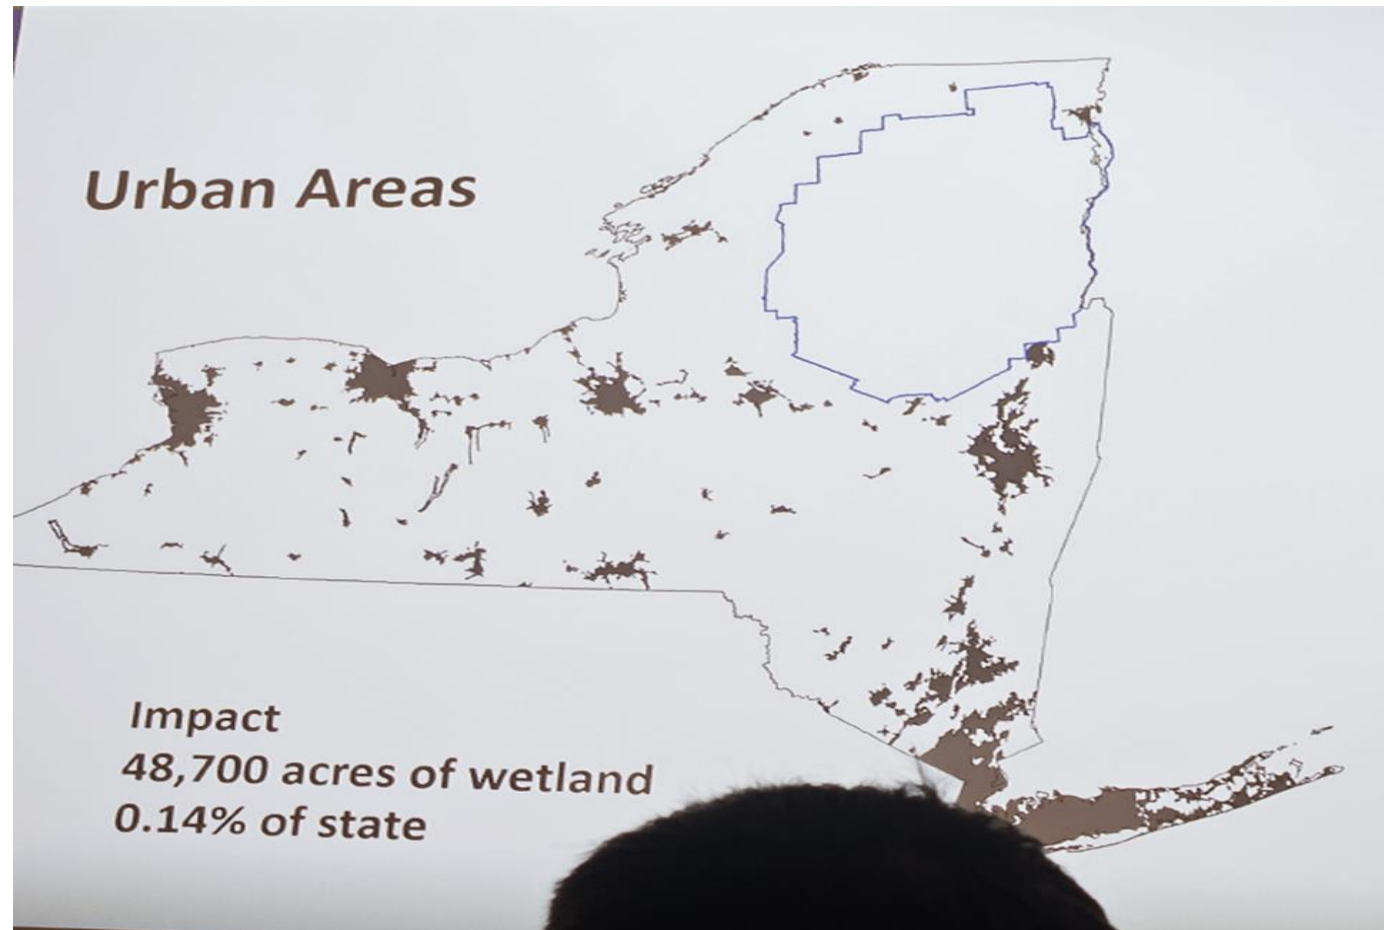 Urban Areas
Impact
48,700 acres of wetland
0.14% of state